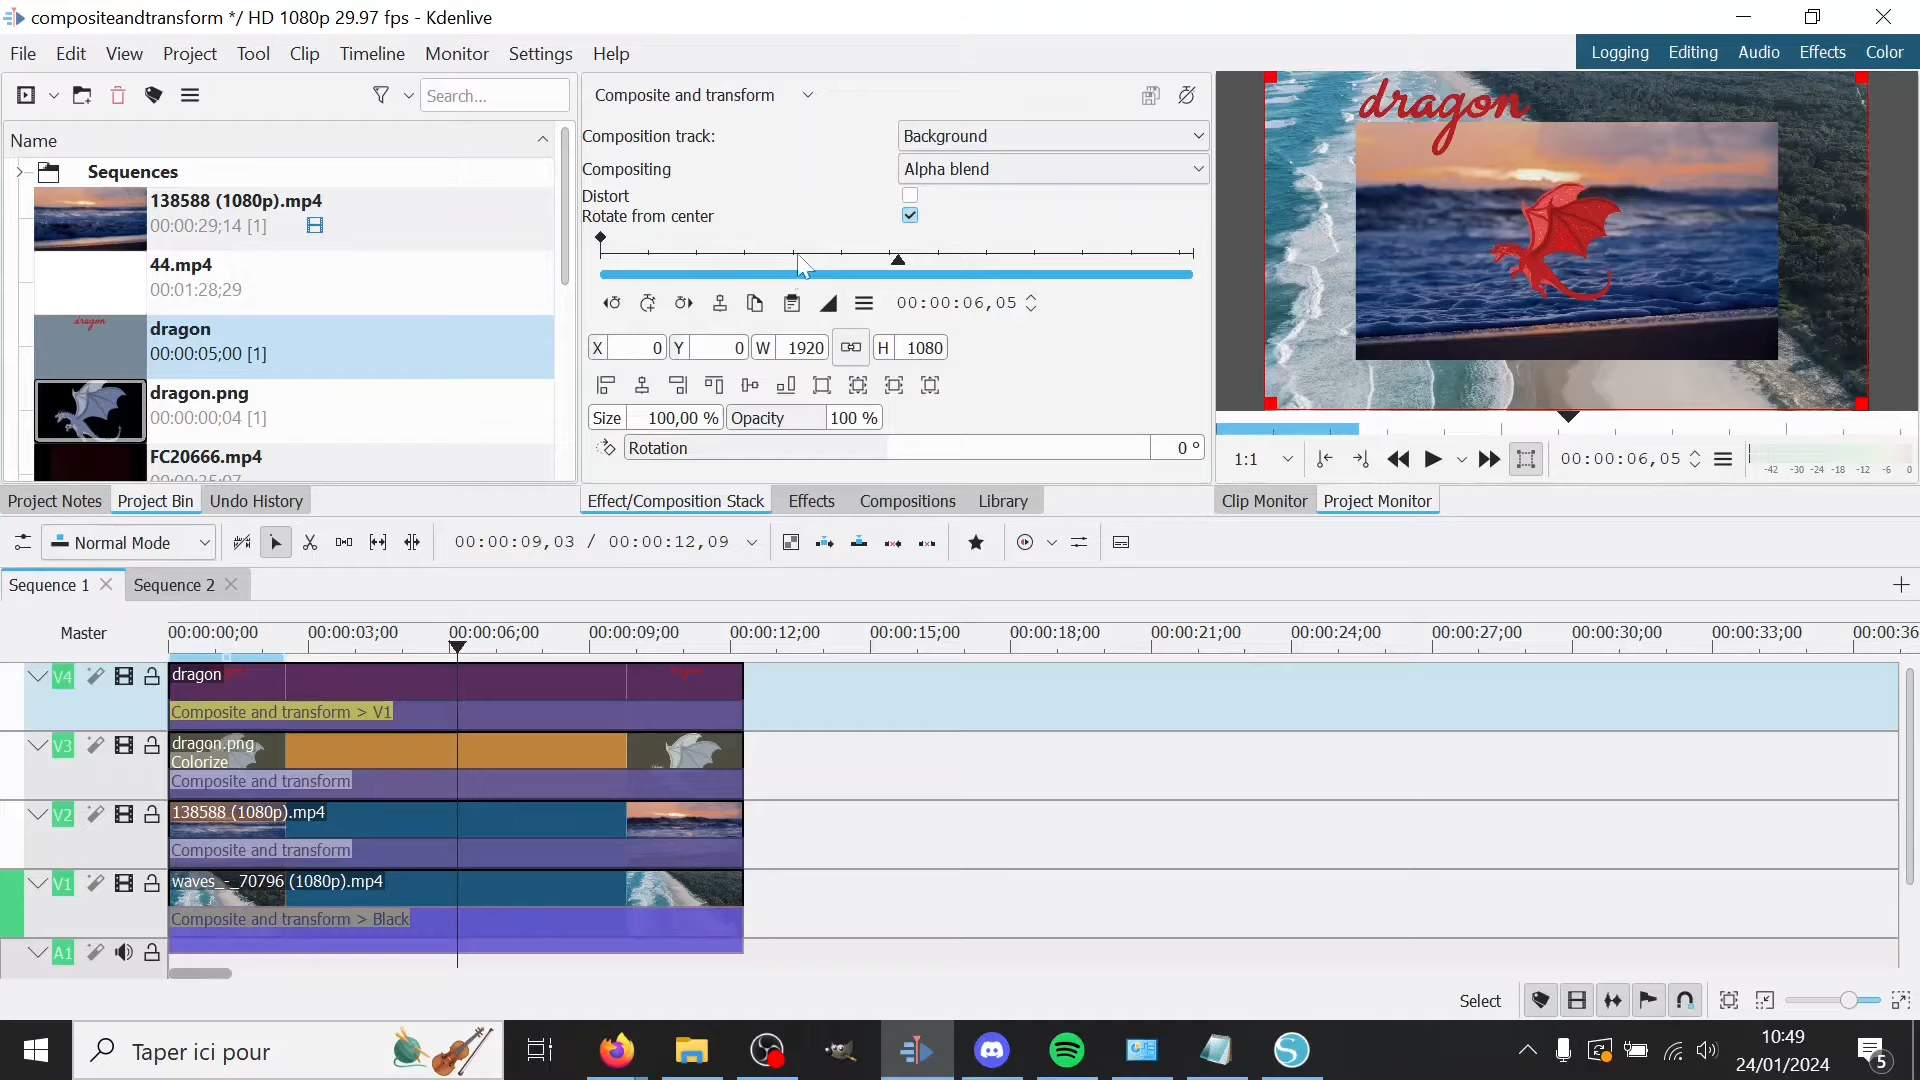 compositeandtransform */ HD 1080p 29.97 fps - Kdenlive
File Edit View Project Tool Clip Timeline Monitor Settings Help
Logging Editing Audio Effects Color
Search...
Name
Sequences
138588 (1080p).mp4
00:00:29;14 [1]
44.mp4
00:01:28;29
dragon
00:00:05;00 [1]
dragon.png
00:00:00;04 [1]
FC20666.mp4
Composite and transform
Composition track: Background
Compositing Alpha blend
Distort
Rotate from center
00:00:06,05
X 0 Y 0 W 1920 H 1080
Size 100,00 % Opacity 100 %
Rotation 0 °
dragon
1:1 00:00:06,05
-42 -30 -24 -18 -12 -6 0
Project Notes Project Bin Undo History
Effect/Composition Stack Effects Compositions Library
Clip Monitor Project Monitor
Normal Mode 00:00:09,03 / 00:00:12,09
Sequence 1 Sequence 2
Master 00:00:00;00 00:00:03;00 00:00:06;00 00:00:09;00 00:00:12;00 00:00:15;00 00:00:18;00 00:00:21;00 00:00:24;00 00:00:27;00 00:00:30;00 00:00:33;00 00:00:36
V4 dragon
Composite and transform > V1
V3 dragon.png
Colorize
Composite and transform
V2 138588 (1080p).mp4
Composite and transform
V1 waves_-_70796 (1080p).mp4
Composite and transform > Black
A1
Select
Taper ici pour
10:49
24/01/2024
5